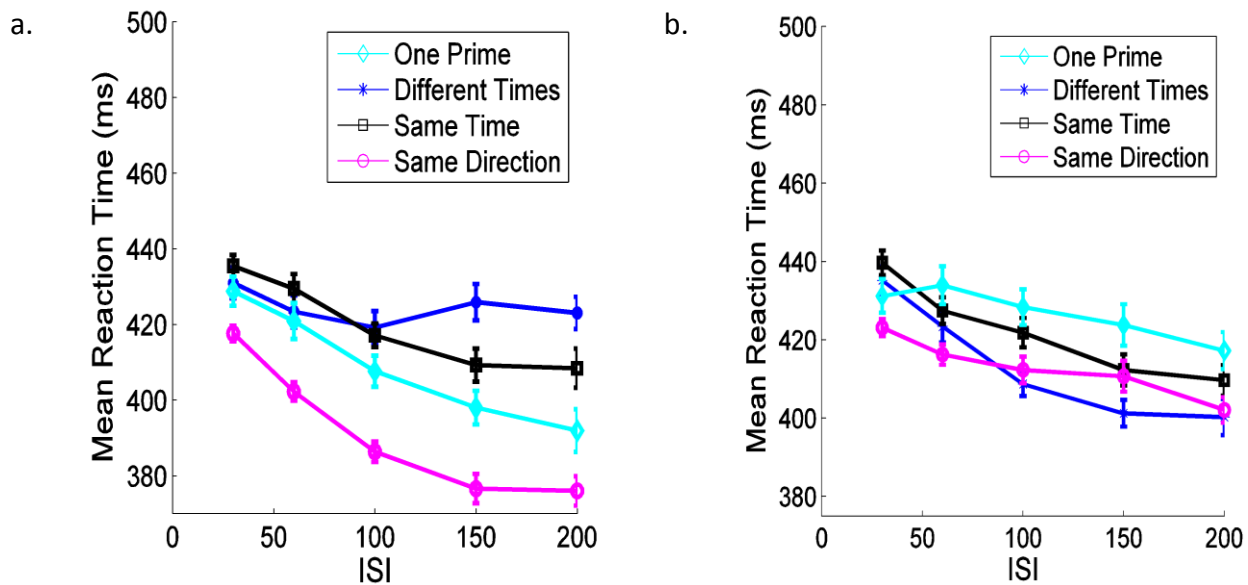 a.
Mean Reaction Time (ms)
500
480
460
440
420
400
380
0
50
100
150
200
ISI
One Prime
Different Times
Same Time
Same Direction
b.
Mean Reaction Time (ms)
500
480
460
440
420
400
380
0
50
100
150
200
ISI
One Prime
Different Times
Same Time
Same Direction